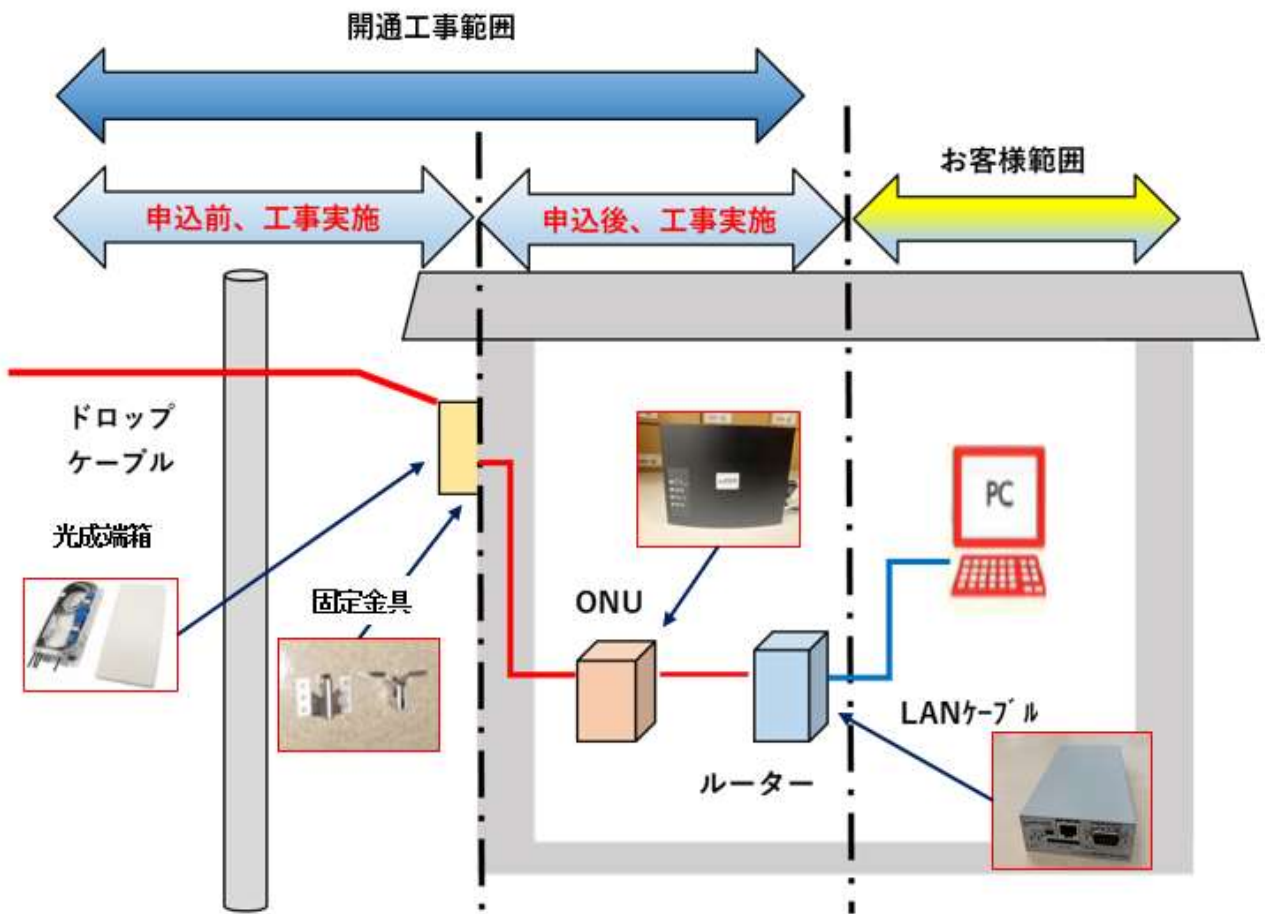 開通工事範囲
お客様範囲
申込前、工事実施
申込後、工事実施
ドロップ
ケーブル
光成端箱
固定金具
ONU
PC
LANｹｰﾌﾞﾙ
ルーター